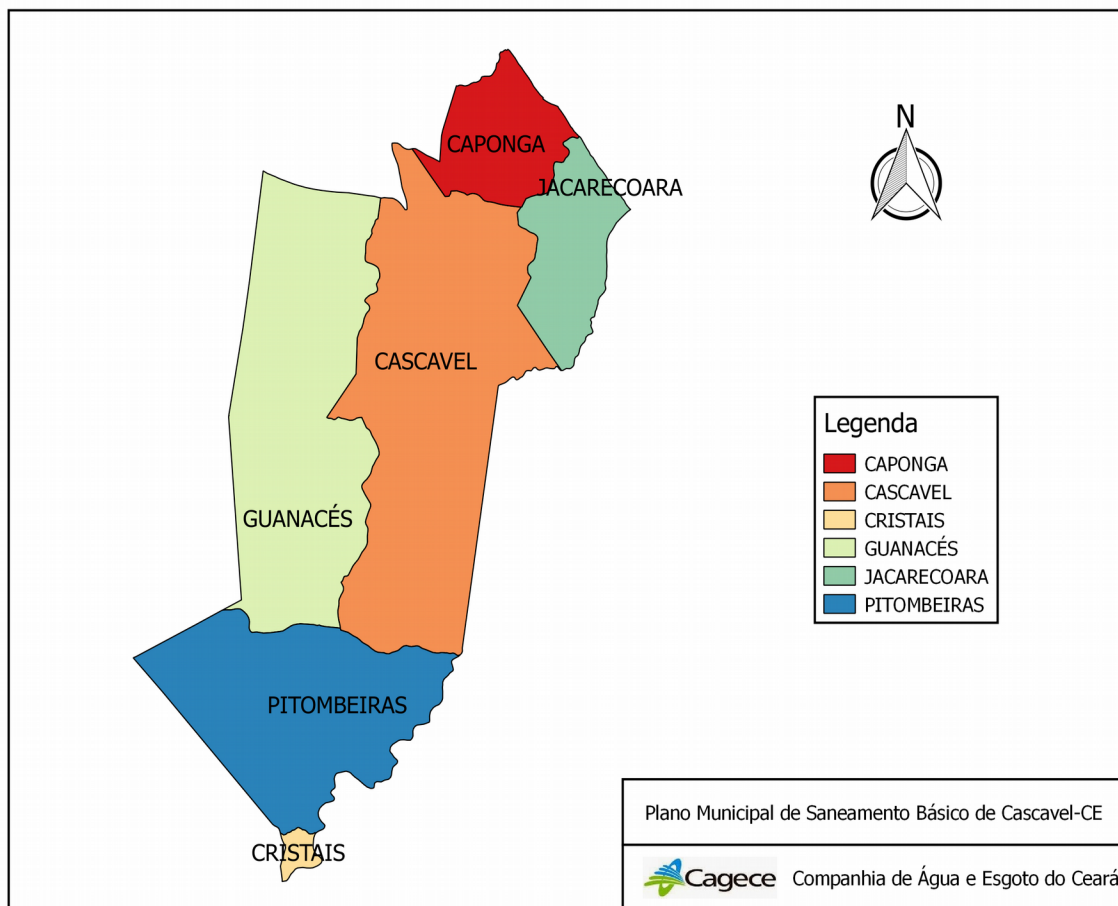 N
CAPONGA
JACARECOARA
CASCAVEL
GUANACÉS
PITOMBEIRAS
CRISTAIS
Legenda
CAPONGA
CASCAVEL
CRISTAIS
GUANACÉS
JACARECOARA
PITOMBEIRAS
Plano Municipal de Saneamento Básico de Cascavel-CE
Cagece Companhia de Água e Esgoto do Ceará